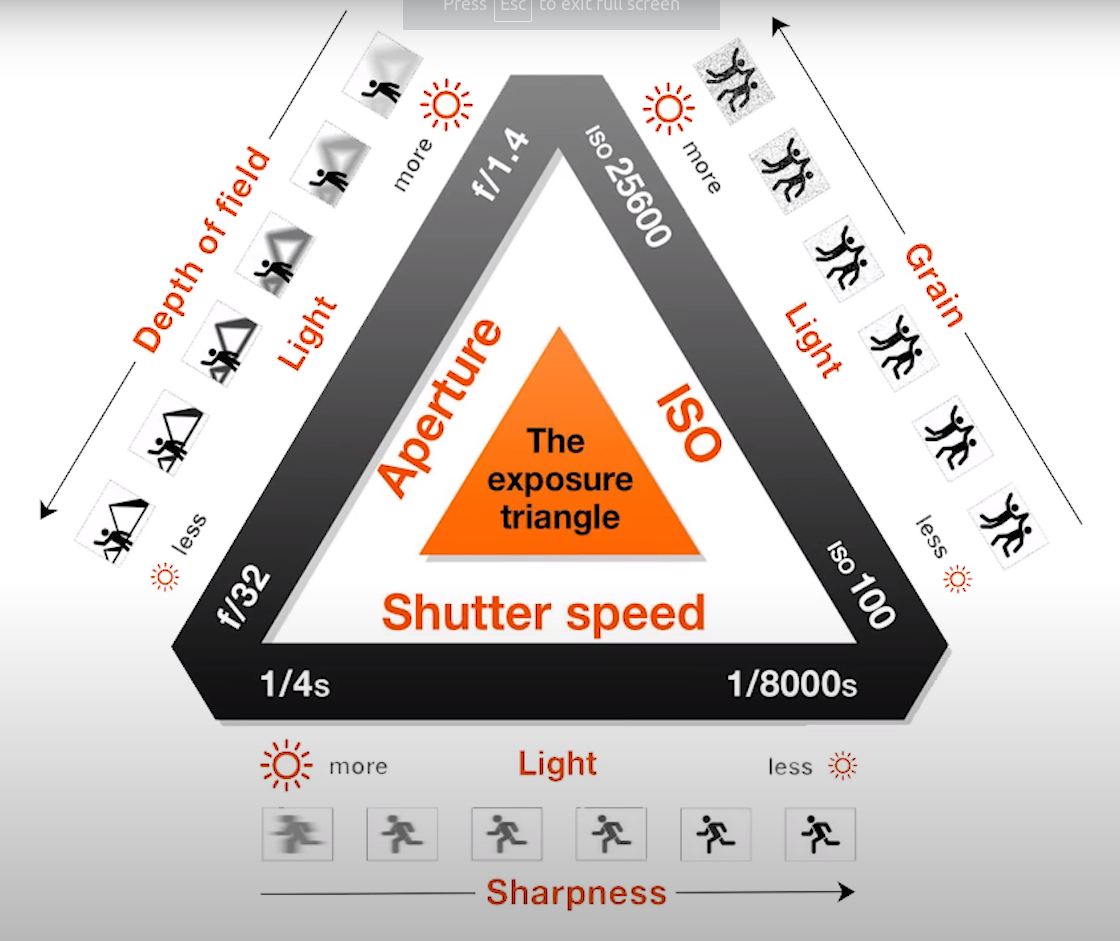 Press Esc to exit full screen
f/1.4
ISO 25600
more
more
Depth of field
Grain
Light
Light
Aperture
ISO
The
exposure
triangle
less
less
f/32
ISO 100
Shutter speed
1/4s
1/8000s
more
Light
less
Sharpness